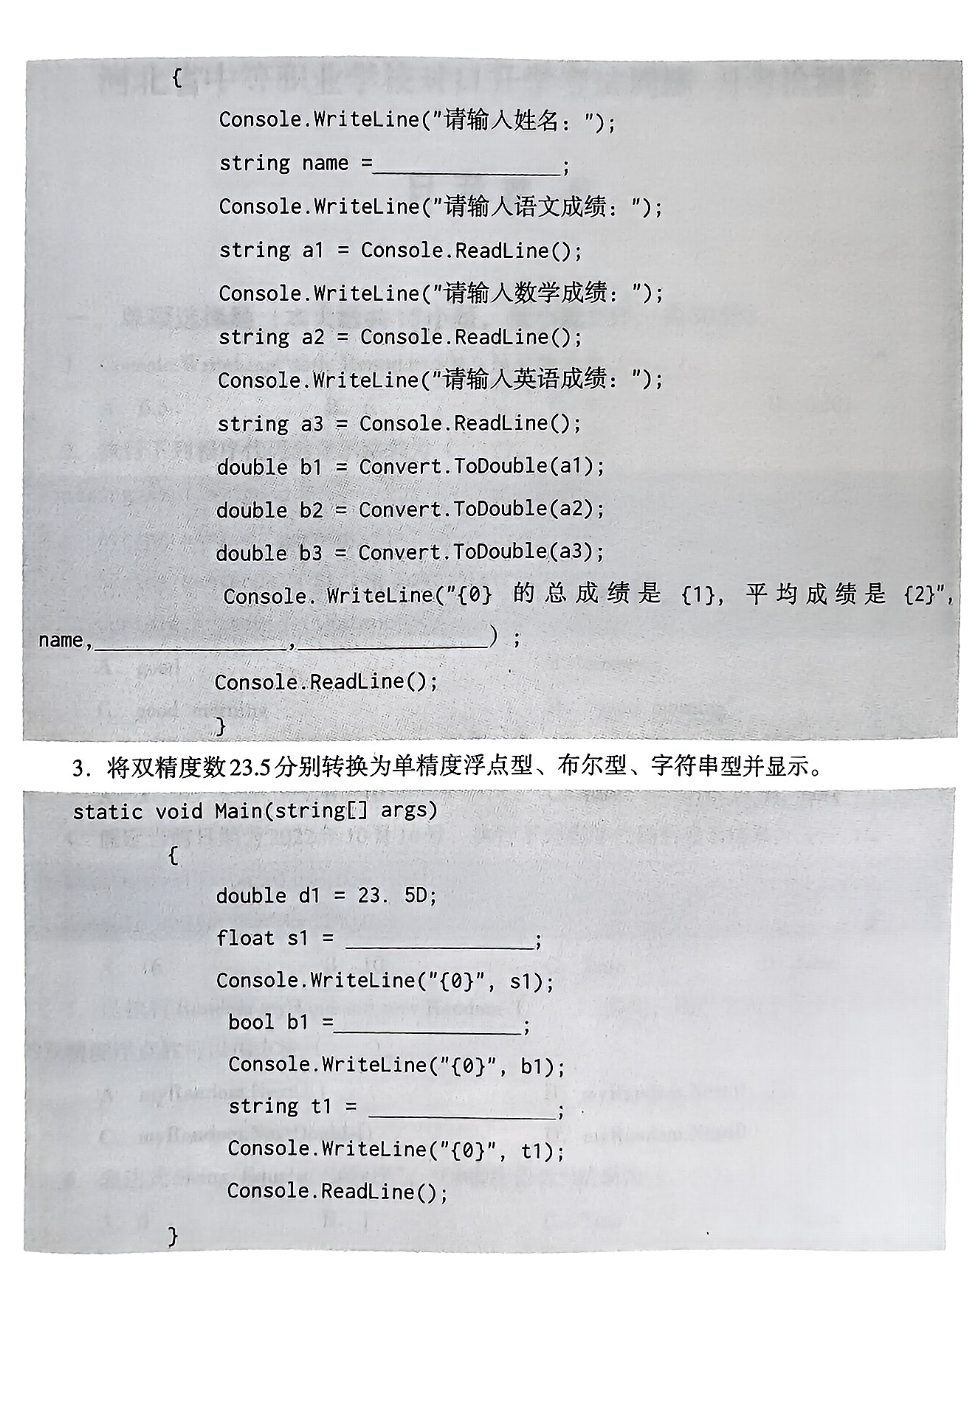 {
Console.WriteLine("请输入姓名：");
string name =______________;
Console.WriteLine("请输入语文成绩：");
string a1 = Console.ReadLine();
Console.WriteLine("请输入数学成绩：");
string a2 = Console.ReadLine();
Console.WriteLine("请输入英语成绩：");
string a3 = Console.ReadLine();
double b1 = Convert.ToDouble(a1);
double b2 = Convert.ToDouble(a2);
double b3 = Convert.ToDouble(a3);
Console. WriteLine("{0} 的总成绩是 {1}, 平均成绩是 {2}",
name,______________,______________) ;
Console.ReadLine();
}
3. 将双精度数23.5分别转换为单精度浮点型、布尔型、字符串型并显示。
static void Main(string[] args)
{
double d1 = 23. 5D;
float s1 = ______________;
Console.WriteLine("{0}", s1);
bool b1 =______________;
Console.WriteLine("{0}", b1);
string t1 = ______________;
Console.WriteLine("{0}", t1);
Console.ReadLine();
}